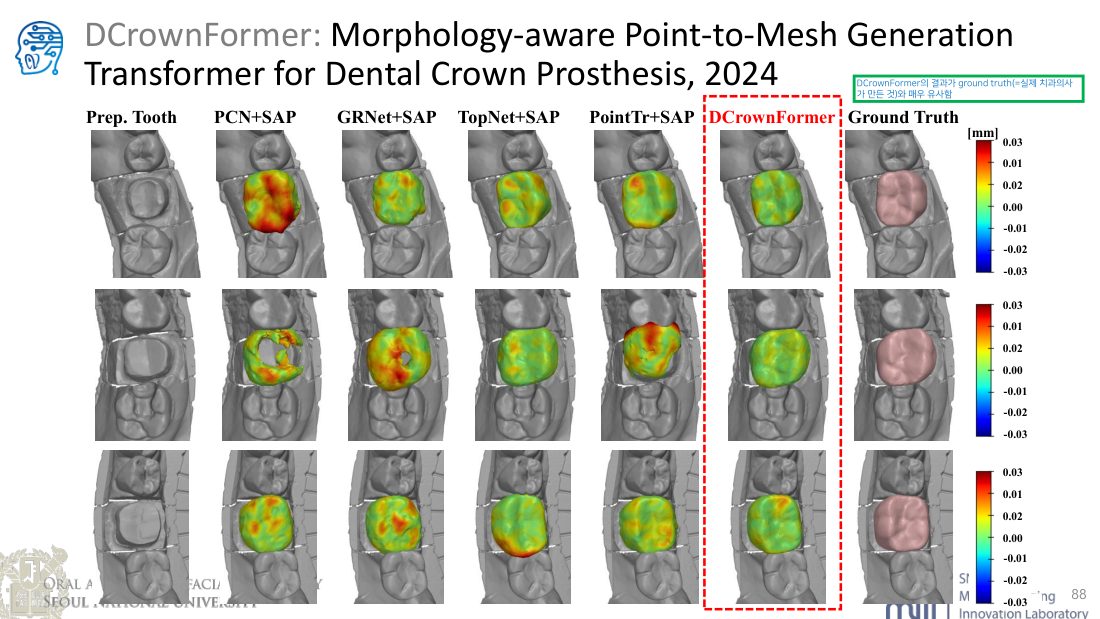 DCrownFormer: Morphology-aware Point-to-Mesh Generation
Transformer for Dental Crown Prosthesis, 2024
DCrownFormer의 결과가 ground truth(=실제 치과의사
가 만든 것)와 매우 유사함
Prep. Tooth PCN+SAP GRNet+SAP TopNet+SAP PointTr+SAP DCrownFormer Ground Truth
[mm]
0.03
0.01
0.02
0.00
-0.01
-0.02
-0.03
0.03
0.01
0.02
0.00
-0.01
-0.02
-0.03
0.03
0.01
0.02
0.00
-0.01
-0.02
-0.03
ORAL FACIA
SEOUL NATIONAL UNIVERSITY
Innovation Laboratory
88